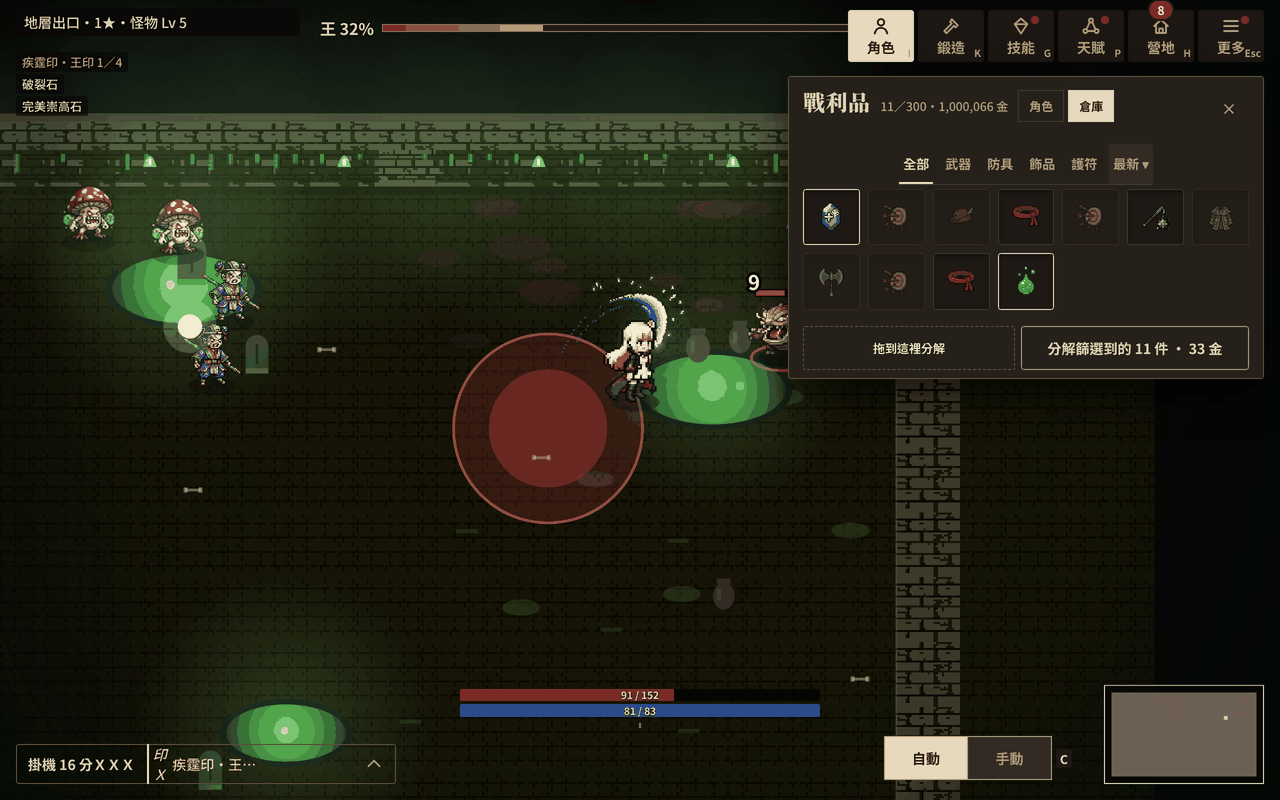 地層出口・1★・怪物 Lv 5
王 32%
疾霆印・王印 1／4
破裂石
完美崇高石
角色 I
鍛造 K
技能 G
天賦 P
8
營地 H
更多 Esc
戰利品 11／300・1,000,066 金 角色 倉庫 ×
全部 武器 防具 飾品 護符 最新▾
拖到這裡分解
分解篩選到的 11 件 ・ 33 金
9
91 / 152
81 / 83
掛機 16 分ＸＸＸ
印
X
疾霆印・王…
自動 手動 C